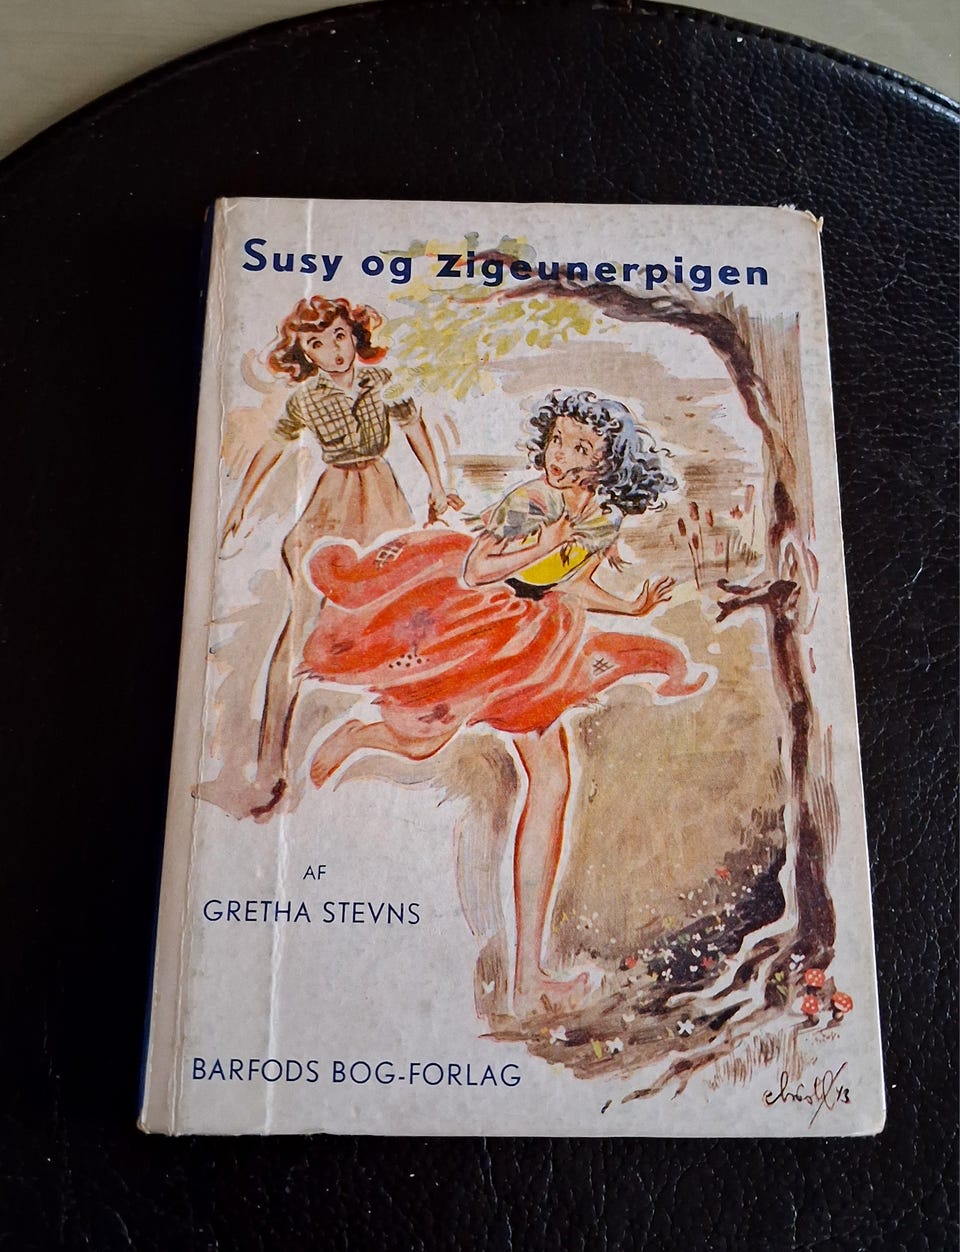 Susy og zigeunerpigen
AF
GRETHA STEVNS
BARFODS BOG-FORLAG